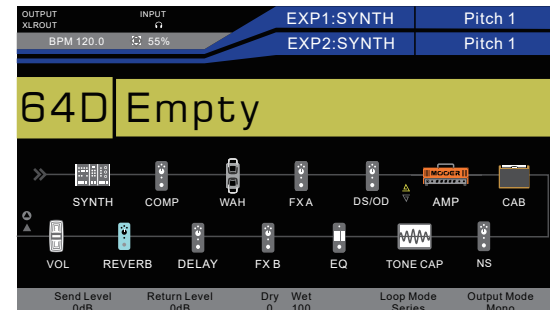 OUTPUT INPUT EXP1:SYNTH Pitch 1
XLROUT
BPM 120.0 55% EXP2:SYNTH Pitch 1
64D Empty
MOOER
SYNTH COMP WAH FX A DS/OD AMP CAB
VOL REVERB DELAY FX B EQ TONE CAP NS
Send Level Return Level Dry Wet Loop Mode Output Mode
0dB 0dB 0 100 Series Mono